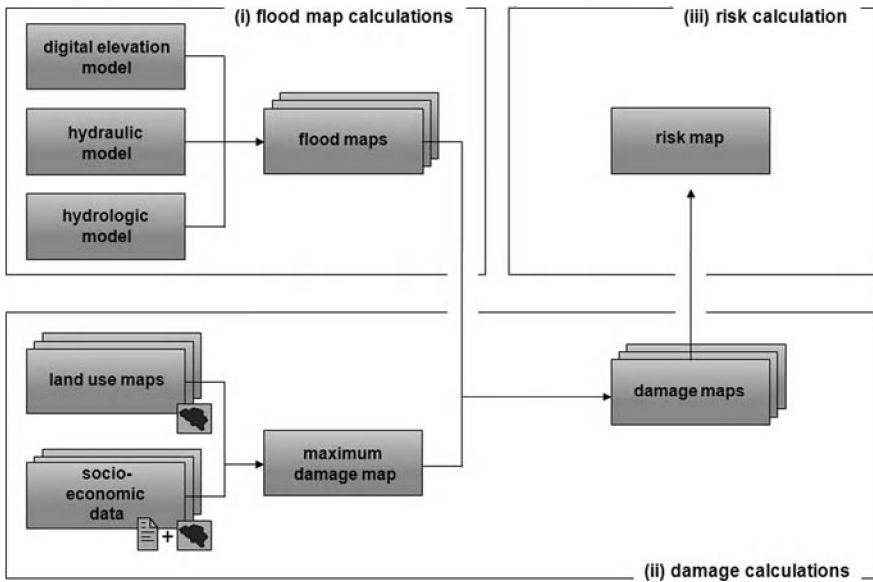 (i) flood map calculations
digital elevation
model
hydraulic
model
hydrologic
model
flood maps
(iii) risk calculation
risk map
land use maps
socio-
economic
data
+
maximum
damage map
damage maps
(ii) damage calculations